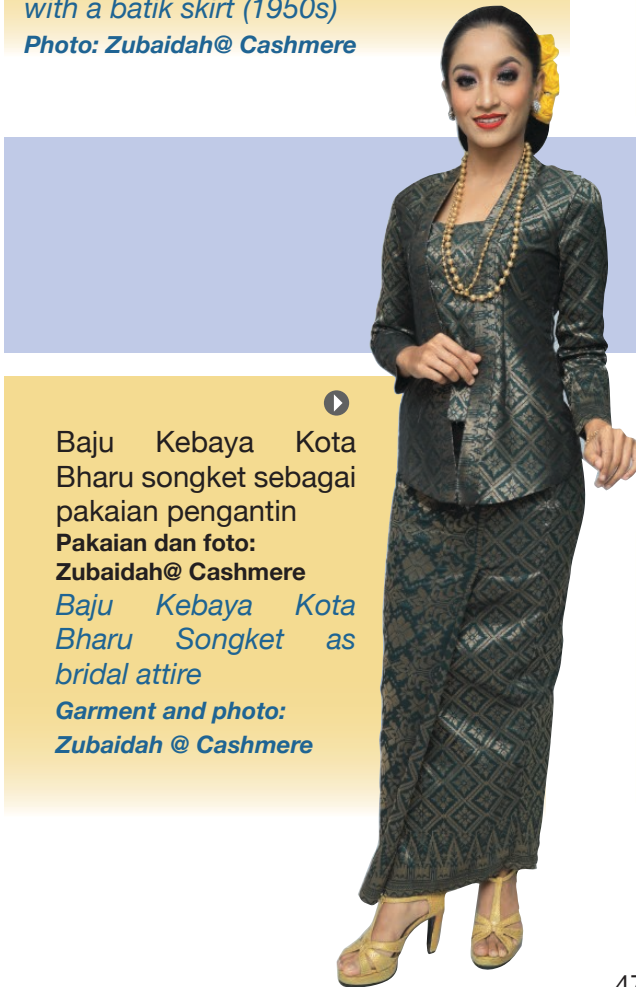 with a batik skirt (1950s)
Photo: Zubaidah@ Cashmere
Baju Kebaya Kota
Bharu songket sebagai
pakaian pengantin
Pakaian dan foto:
Zubaidah@ Cashmere
Baju Kebaya Kota
Bharu Songket as
bridal attire
Garment and photo:
Zubaidah @ Cashmere
47